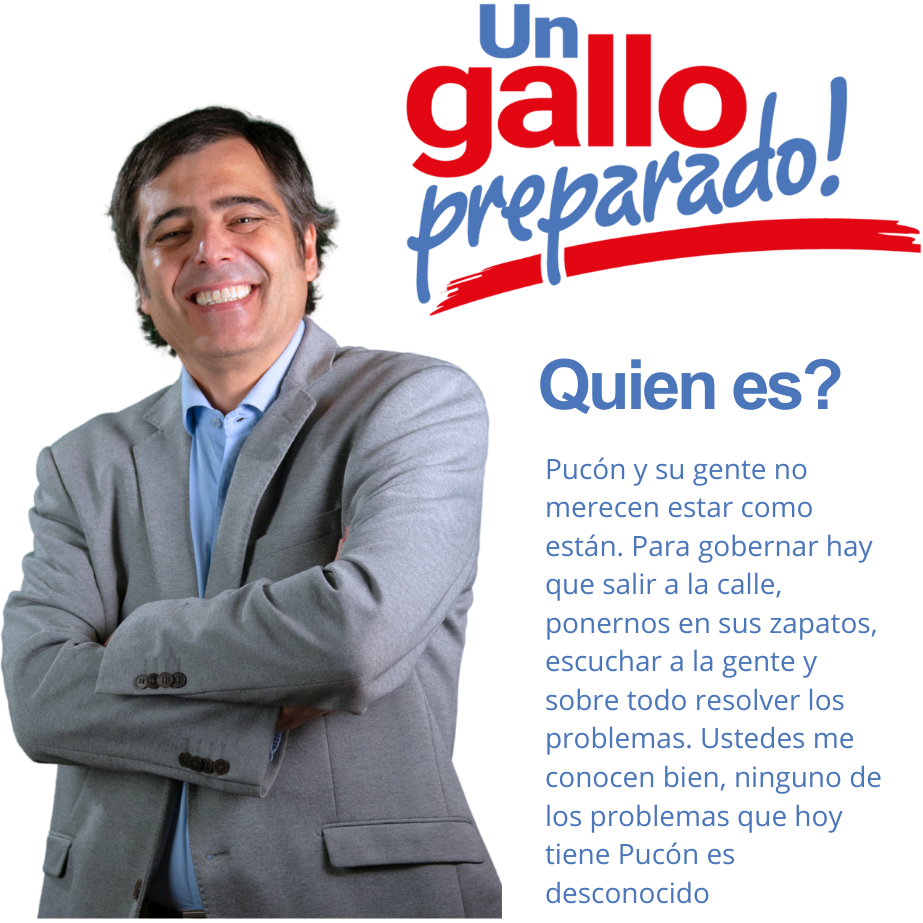 Un
gallo
preparado!
Quien es?
Pucón y su gente no
merecen estar como
están. Para gobernar hay
que salir a la calle,
ponernos en sus zapatos,
escuchar a la gente y
sobre todo resolver los
problemas. Ustedes me
conocen bien, ninguno de
los problemas que hoy
tiene Pucón es
desconocido